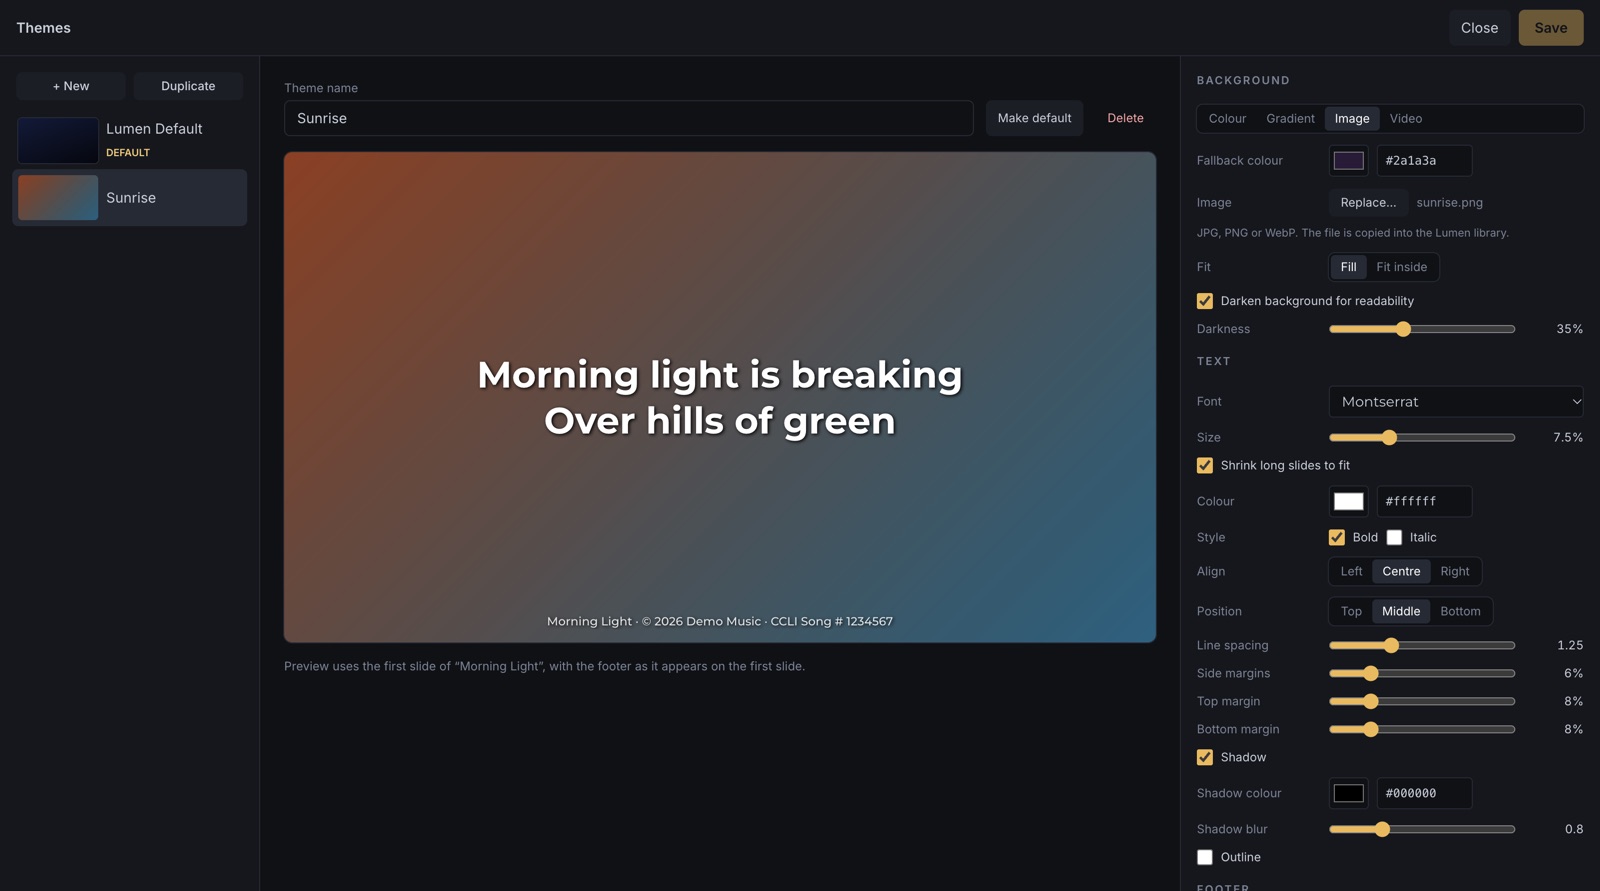 Themes
Close
Save
+ New
Duplicate
Lumen Default
DEFAULT
Sunrise
Theme name
Sunrise
Make default
Delete
Morning light is breaking
Over hills of green
Morning Light · © 2026 Demo Music · CCLI Song # 1234567
Preview uses the first slide of “Morning Light”, with the footer as it appears on the first slide.
BACKGROUND
Colour Gradient Image Video
Fallback colour #2a1a3a
Image Replace... sunrise.png
JPG, PNG or WebP. The file is copied into the Lumen library.
Fit Fill Fit inside
Darken background for readability
Darkness 35%
TEXT
Font Montserrat
Size 7.5%
Shrink long slides to fit
Colour #ffffff
Style Bold Italic
Align Left Centre Right
Position Top Middle Bottom
Line spacing 1.25
Side margins 6%
Top margin 8%
Bottom margin 8%
Shadow
Shadow colour #000000
Shadow blur 0.8
Outline
FOOTER